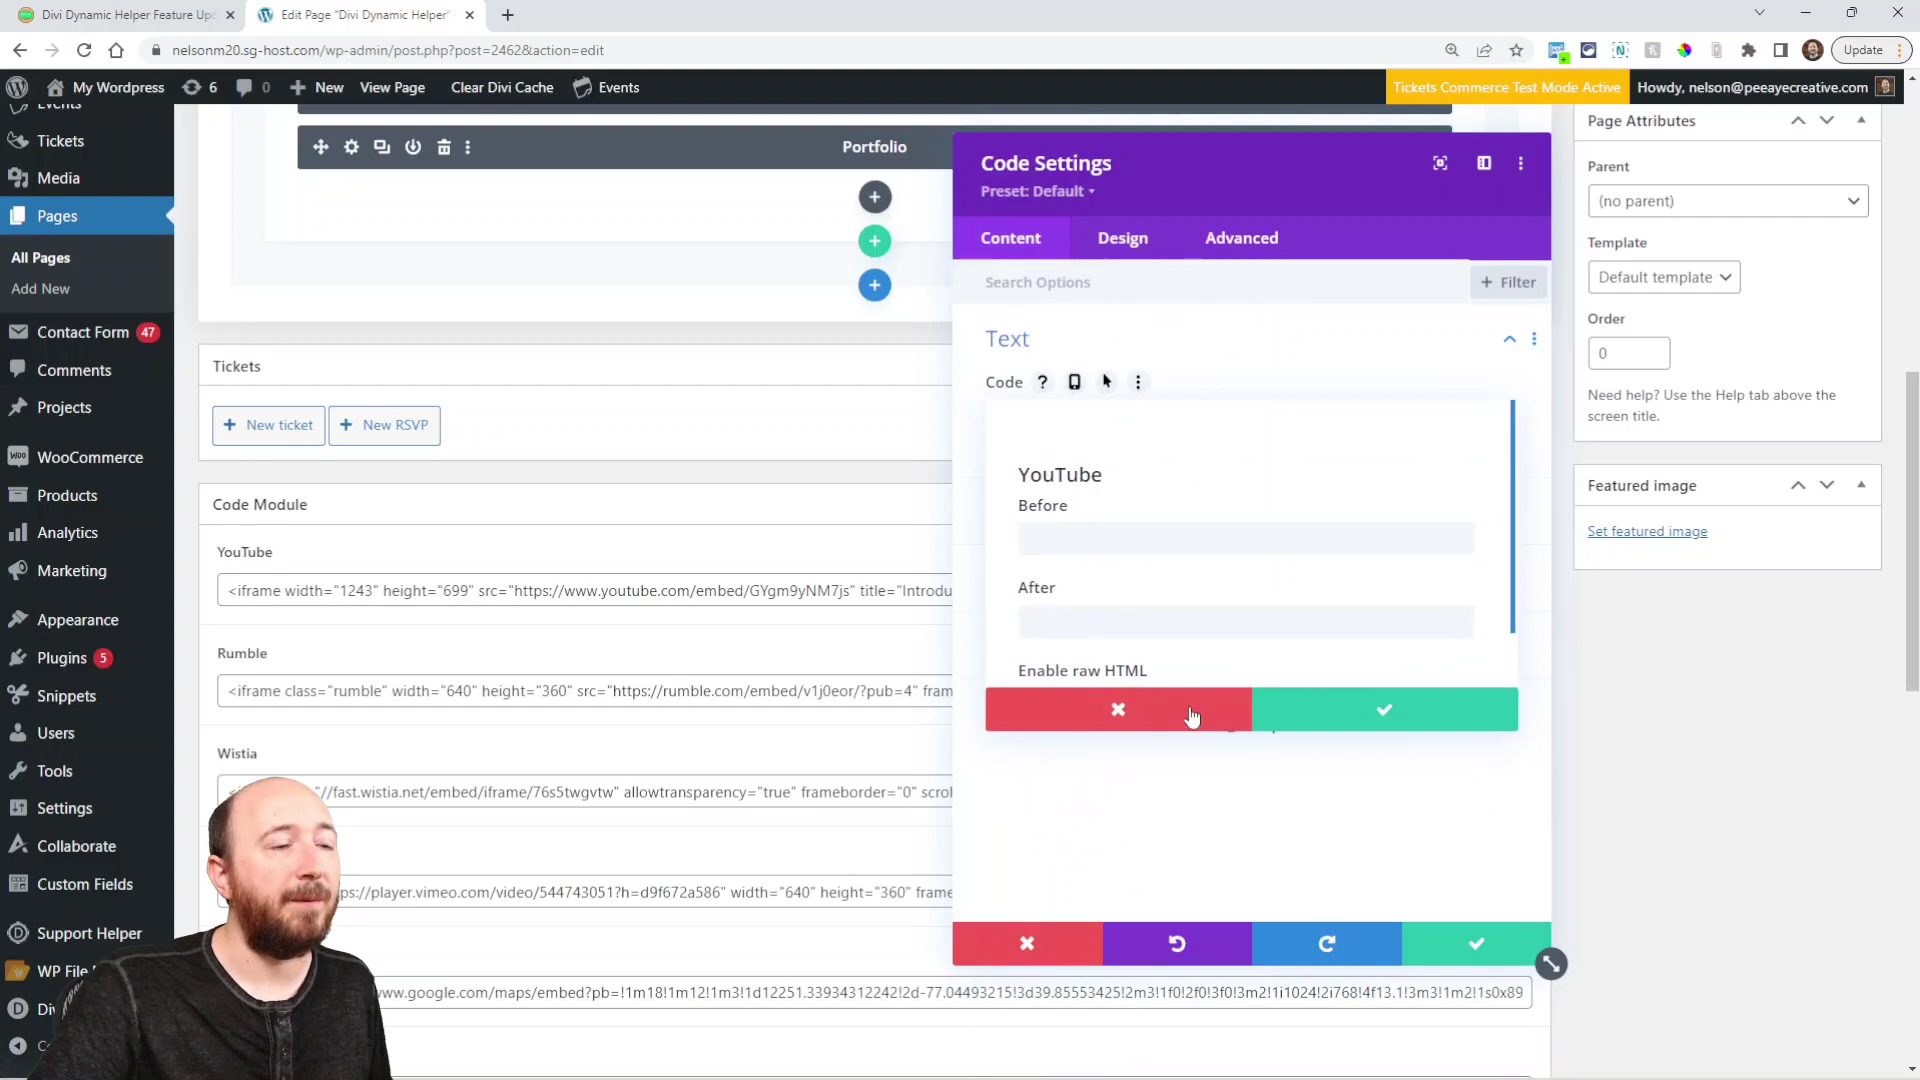 Divi Dynamic Helper Feature Up
Edit Page "Divi Dynamic Helper"
nelsonm20.sg-host.com/wp-admin/post.php?post=2462&action=edit
Update
My Wordpress
6
0
New
View Page
Clear Divi Cache
Events
Tickets Commerce Test Mode Active
Howdy, nelson@peeayecreative.com
Events
Tickets
Media
Pages
All Pages
Add New
Contact Form 47
Comments
Projects
WooCommerce
Products
Analytics
Marketing
Appearance
Plugins 5
Snippets
Users
Tools
Settings
Collaborate
Custom Fields
Support Helper
WP File
Portfolio
Tickets
New ticket
New RSVP
Code Module
YouTube
<iframe width="1243" height="699" src="https://www.youtube.com/embed/GYgm9yNM7js" title="Introdu
Rumble
<iframe class="rumble" width="640" height="360" src="https://rumble.com/embed/v1j0eor/?pub=4" fram
Wistia
//fast.wistia.net/embed/iframe/76s5twgvtw" allowtransparency="true" frameborder="0" scrol
ps://player.vimeo.com/video/544743051?h=d9f672a586" width="640" height="360" frame
www.google.com/maps/embed?pb=!1m18!1m12!1m3!1d12251.33934312242!2d-77.04493215!3d39.85553425!2m3!1f0!2f0!3f0!3m2!1i1024!2i768!4f13.1!3m3!1m2!1s0x89
Code Settings
Preset: Default
Content
Design
Advanced
Search Options
Filter
Text
Code
YouTube
Before
After
Enable raw HTML
Page Attributes
Parent
(no parent)
Template
Default template
Order
0
Need help? Use the Help tab above the
screen title.
Featured image
Set featured image